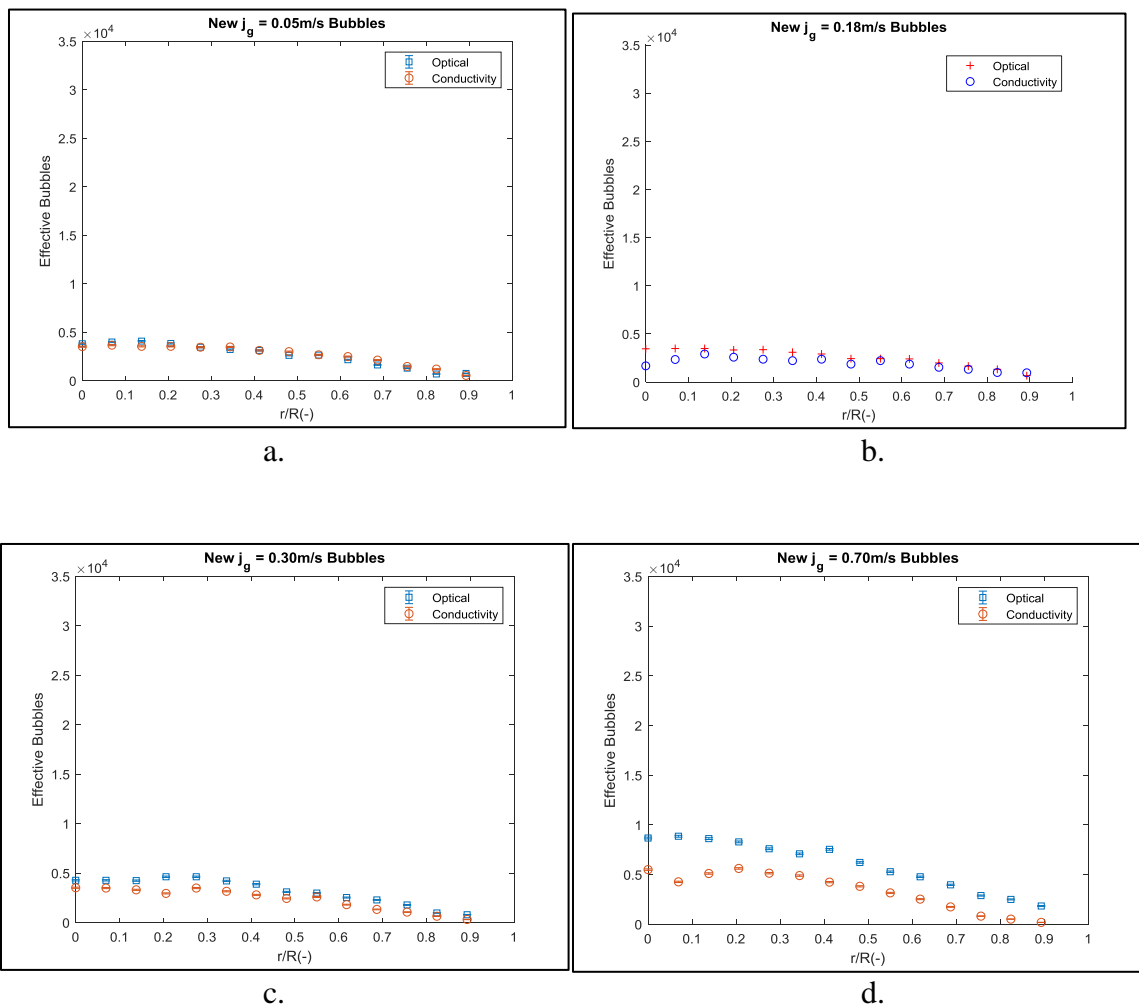 New j_g = 0.05m/s Bubbles
×10^4
3.5
3
2.5
2
1.5
1
0.5
0
Effective Bubbles
Optical
Conductivity
0 0.1 0.2 0.3 0.4 0.5 0.6 0.7 0.8 0.9 1
r/R(-)
a.
New j_g = 0.18m/s Bubbles
×10^4
3.5
3
2.5
2
1.5
1
0.5
0
Effective Bubbles
Optical
Conductivity
0 0.1 0.2 0.3 0.4 0.5 0.6 0.7 0.8 0.9 1
r/R(-)
b.
New j_g = 0.30m/s Bubbles
×10^4
3.5
3
2.5
2
1.5
1
0.5
0
Effective Bubbles
Optical
Conductivity
0 0.1 0.2 0.3 0.4 0.5 0.6 0.7 0.8 0.9 1
r/R(-)
c.
New j_g = 0.70m/s Bubbles
×10^4
3.5
3
2.5
2
1.5
1
0.5
0
Effective Bubbles
Optical
Conductivity
0 0.1 0.2 0.3 0.4 0.5 0.6 0.7 0.8 0.9 1
r/R(-)
d.